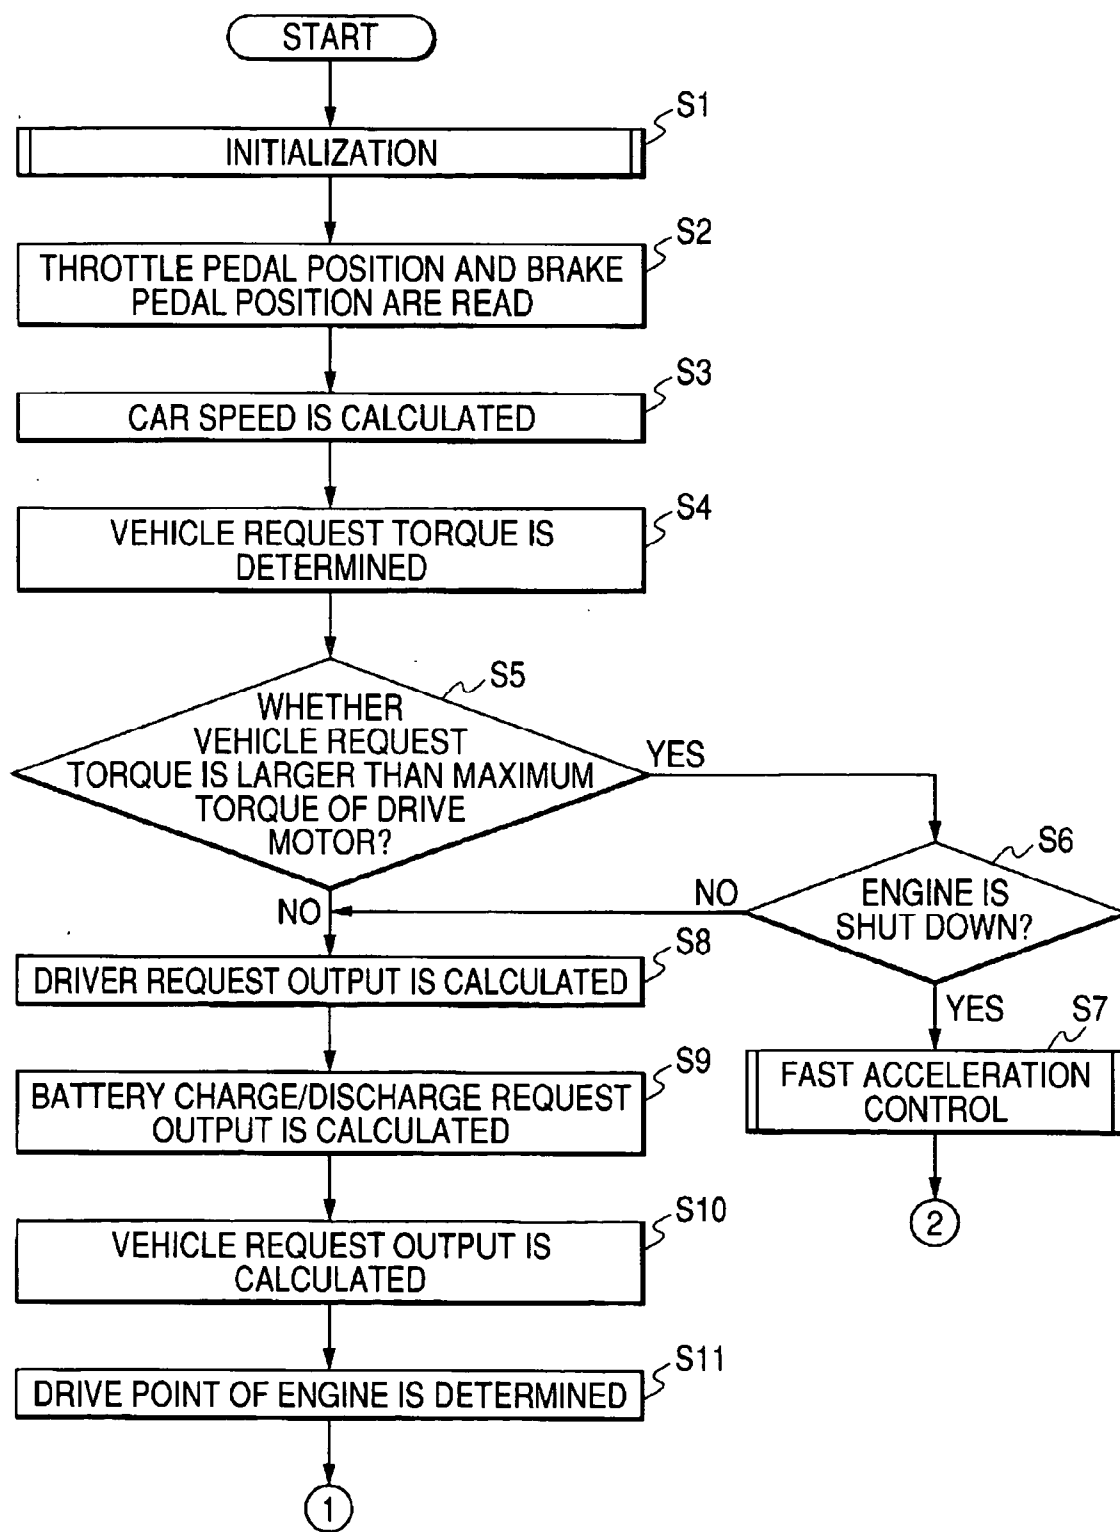 START
S1
INITIALIZATION
S2
THROTTLE PEDAL POSITION AND BRAKE
PEDAL POSITION ARE READ
S3
CAR SPEED IS CALCULATED
S4
VEHICLE REQUEST TORQUE IS
DETERMINED
S5
WHETHER
VEHICLE REQUEST
TORQUE IS LARGER THAN MAXIMUM
TORQUE OF DRIVE
MOTOR?
YES
NO
S6
ENGINE IS
SHUT DOWN?
NO
YES
S7
FAST ACCELERATION
CONTROL
2
S8
DRIVER REQUEST OUTPUT IS CALCULATED
S9
BATTERY CHARGE/DISCHARGE REQUEST
OUTPUT IS CALCULATED
S10
VEHICLE REQUEST OUTPUT IS
CALCULATED
S11
DRIVE POINT OF ENGINE IS DETERMINED
1